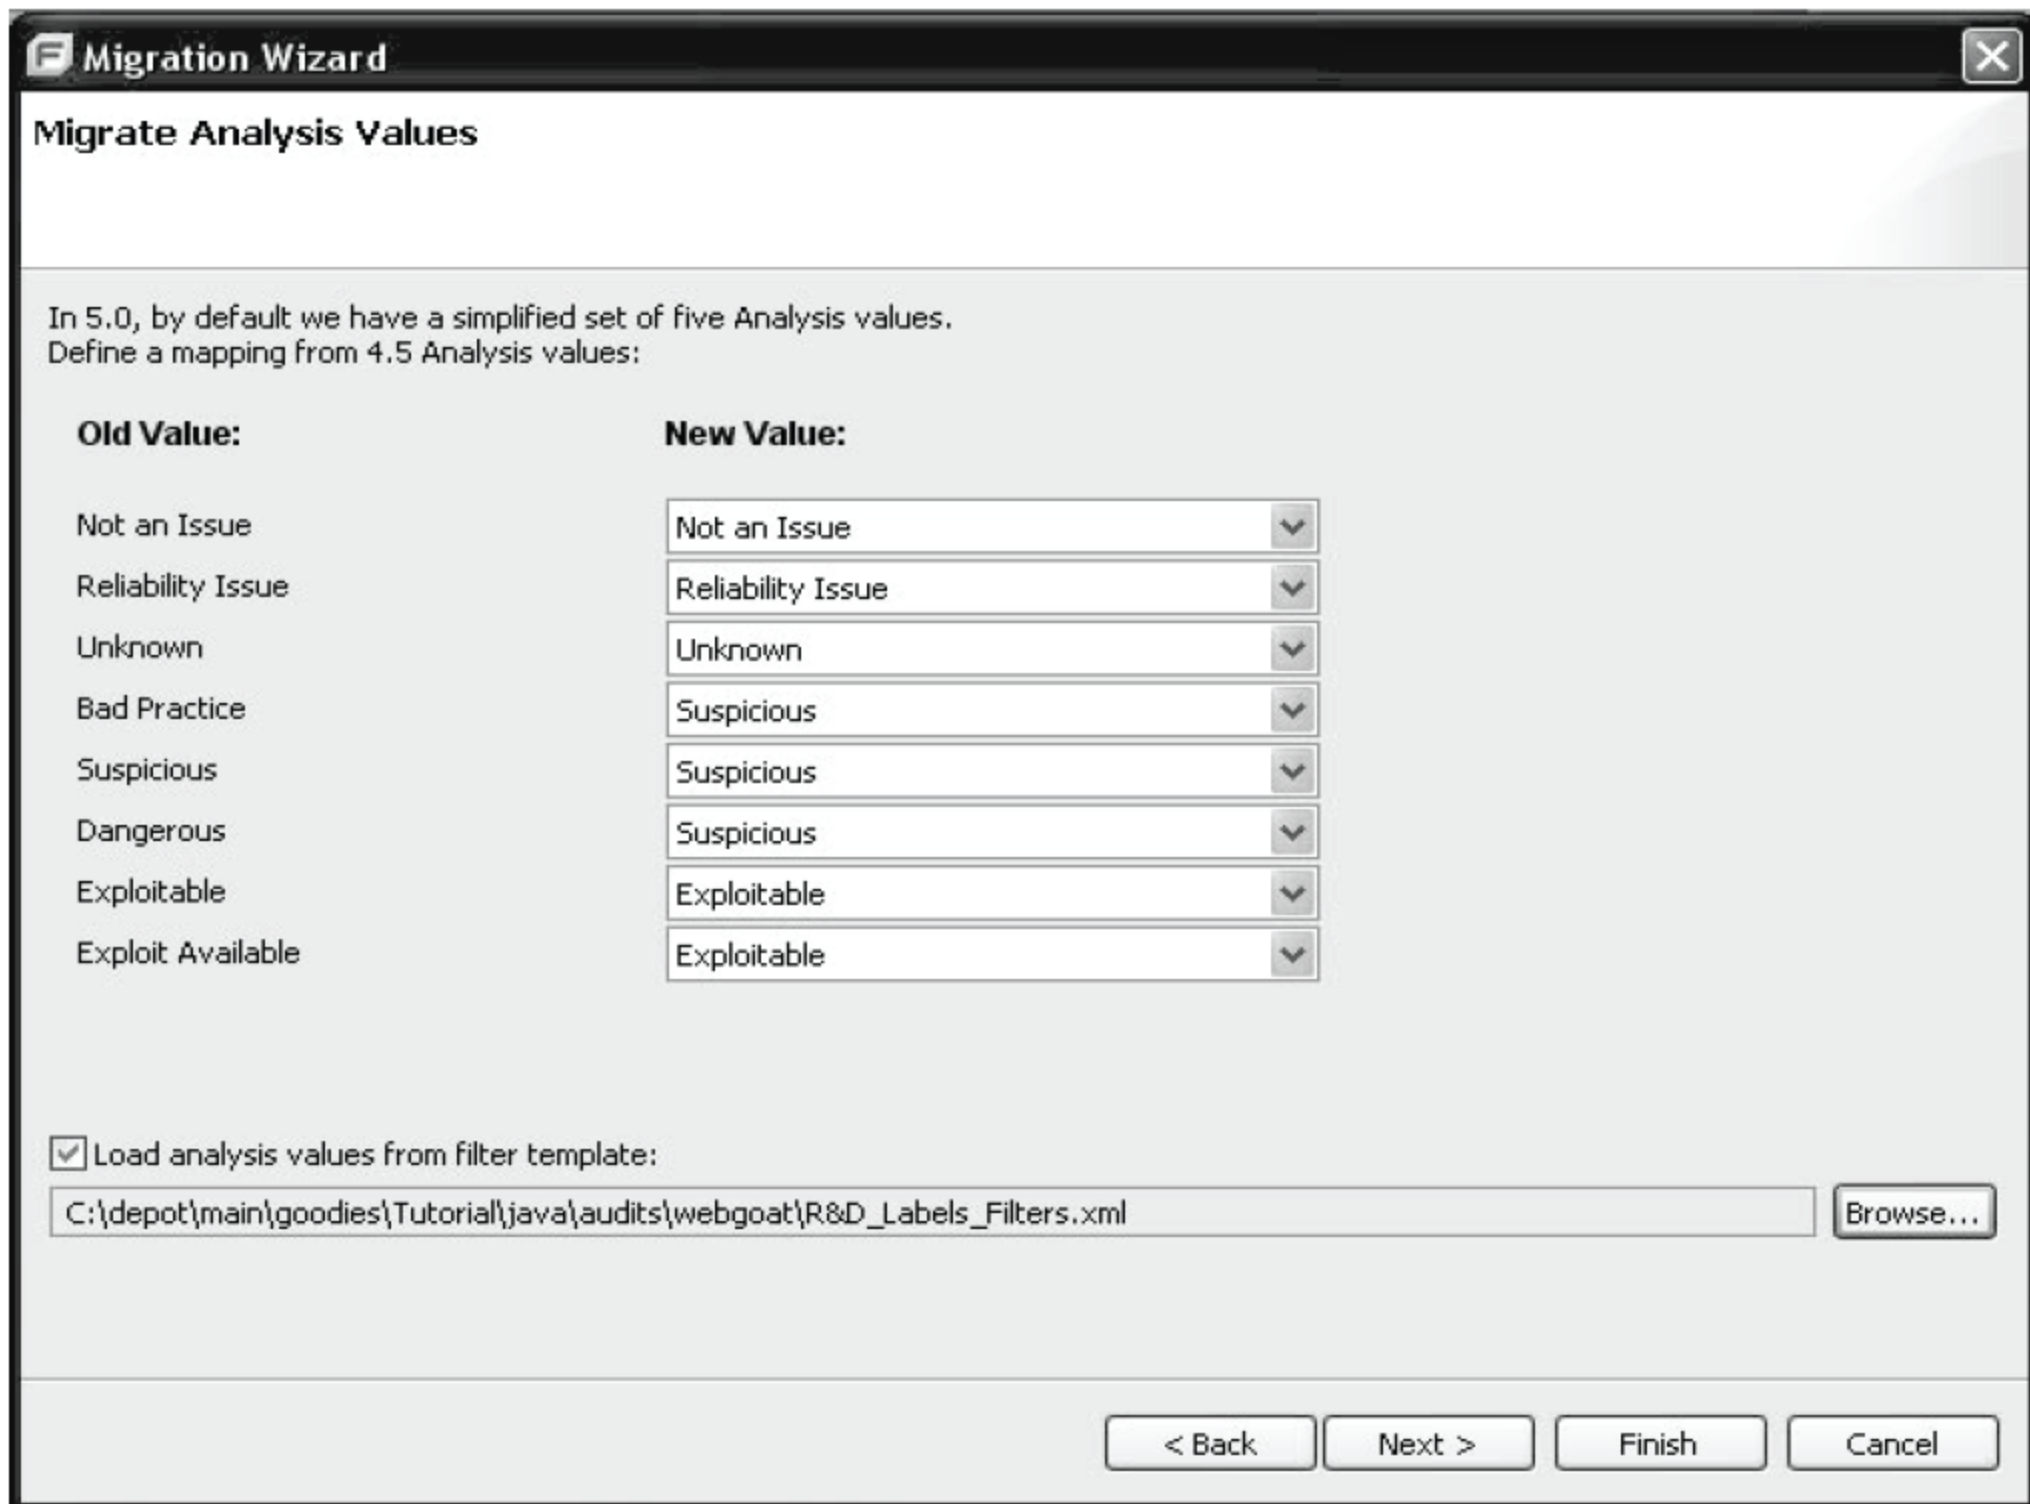 Migration Wizard
Migrate Analysis Values
In 5.0, by default we have a simplified set of five Analysis values.
Define a mapping from 4.5 Analysis values:
Old Value: New Value:
Not an Issue Not an Issue
Reliability Issue Reliability Issue
Unknown Unknown
Bad Practice Suspicious
Suspicious Suspicious
Dangerous Suspicious
Exploitable Exploitable
Exploit Available Exploitable
Load analysis values from filter template:
C:\depot\main\goodies\Tutorial\java\audits\webgoat\R&D_Labels_Filters.xml Browse...
< Back Next > Finish Cancel